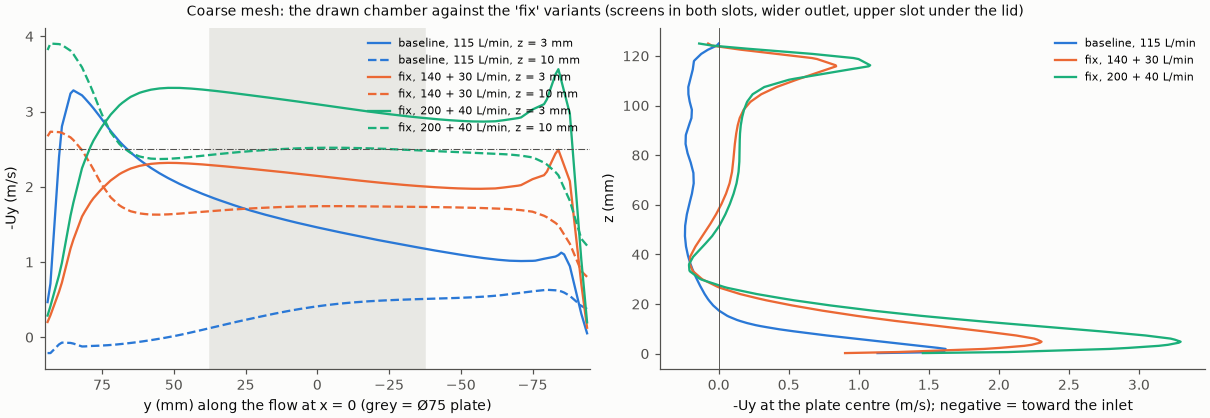 Coarse mesh: the drawn chamber against the 'fix' variants (screens in both slots, wider outlet, upper slot under the lid)
baseline, 115 L/min, z = 3 mm
baseline, 115 L/min, z = 10 mm
fix, 140 + 30 L/min, z = 3 mm
fix, 140 + 30 L/min, z = 10 mm
fix, 200 + 40 L/min, z = 3 mm
fix, 200 + 40 L/min, z = 10 mm
4
3
2
1
0
-Uy (m/s)
75
50
25
0
−25
−50
−75
y (mm) along the flow at x = 0 (grey = Ø75 plate)
baseline, 115 L/min
fix, 140 + 30 L/min
fix, 200 + 40 L/min
120
100
80
60
40
20
0
z (mm)
0.0
0.5
1.0
1.5
2.0
2.5
3.0
-Uy at the plate centre (m/s); negative = toward the inlet